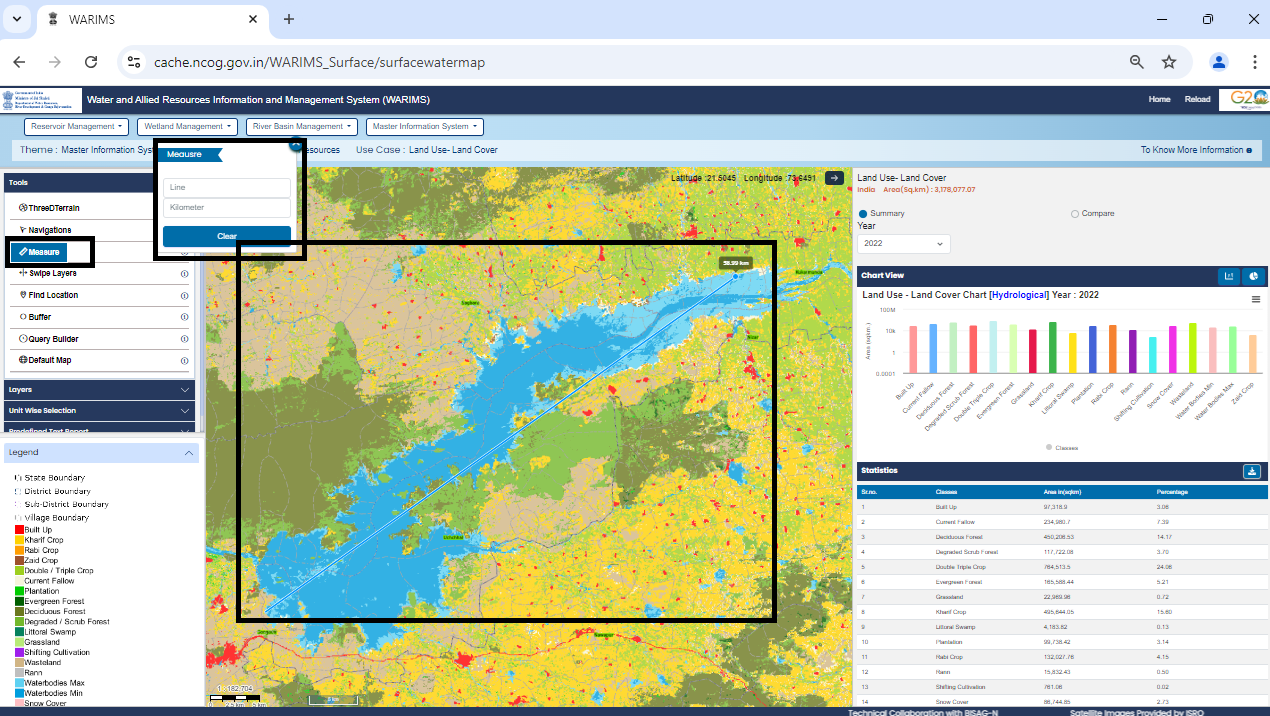 WARIMS
cache.ncog.gov.in/WARIMS_Surface/surfacewatermap
Water and Allied Resources Information and Management System (WARIMS)
Home Reload G20
Reservoir Management Wetland Management River Basin Management Master Information System
Theme : Master Information Sys
esources Use Case : Land Use- Land Cover
To Know More Information
Tools
ThreeDTerrain
Navigations
Measure
Swipe Layers
Find Location
Buffer
Query Builder
Default Map
Layers
Unit Wise Selection
Predefined Text Report
Measure
Line
Kilometer
Clear
Legend
State Boundary
District Boundary
Sub-District Boundary
Village Boundary
Built Up
Kharif Crop
Rabi Crop
Zaid Crop
Double / Triple Crop
Current Fallow
Plantation
Evergreen Forest
Deciduous Forest
Degraded / Scrub Forest
Littoral Swamp
Grassland
Shifting Cultivation
Wasteland
Rann
Waterbodies Max
Waterbodies Min
Snow Cover
Latitude :21.5045 Longitude :73.8491
58.99 km
1 : 182,704
Land Use- Land Cover
India Area(Sq.km) : 3,178,077.07
Summary Compare
Year
2022
Chart View
Land Use - Land Cover Chart [Hydrological] Year : 2022
Area (sq.km )
100M
10k
1
0.0001
Built Up
Current Fallow
Deciduous Forest
Degraded Scrub Forest
Double Triple Crop
Evergreen Forest
Grassland
Kharif Crop
Littoral Swamp
Plantation
Rabi Crop
Rann
Shifting Cultivation
Snow Cover
Wasteland
Water Bodies Min
Water Bodies Max
Zaid Crop
Classes
Statistics
Sr.no. Classes Area in(sqkm) Percentage
1 Built Up 97,318.9 3.06
2 Current Fallow 234,980.7 7.39
3 Deciduous Forest 450,208.53 14.17
4 Degraded Scrub Forest 117,722.08 3.70
5 Double Triple Crop 764,513.5 24.06
6 Evergreen Forest 165,588.44 5.21
7 Grassland 22,969.96 0.72
8 Kharif Crop 495,644.05 15.60
9 Littoral Swamp 4,183.82 0.13
10 Plantation 99,738.42 3.14
11 Rabi Crop 132,027.76 4.15
12 Rann 15,832.43 0.50
13 Shifting Cultivation 761.06 0.02
14 Snow Cover 86,744.85 2.73
Technical Collaboration with BISAG-N Satellite Images Provided by ISRO